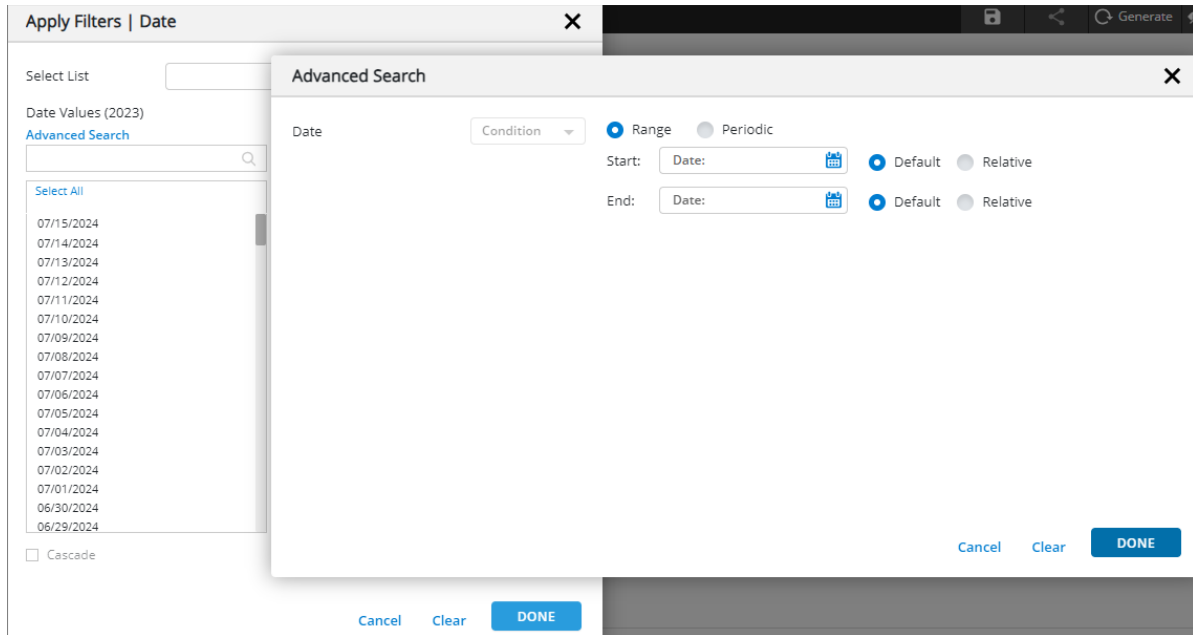 Apply Filters | Date
Generate
Select List
Date Values (2023)
Advanced Search
Select All
07/15/2024
07/14/2024
07/13/2024
07/12/2024
07/11/2024
07/10/2024
07/09/2024
07/08/2024
07/07/2024
07/06/2024
07/05/2024
07/04/2024
07/03/2024
07/02/2024
07/01/2024
06/30/2024
06/29/2024
Cascade
Cancel Clear DONE
Advanced Search
Date Condition Range Periodic
Start: Date: Default Relative
End: Date: Default Relative
Cancel Clear DONE